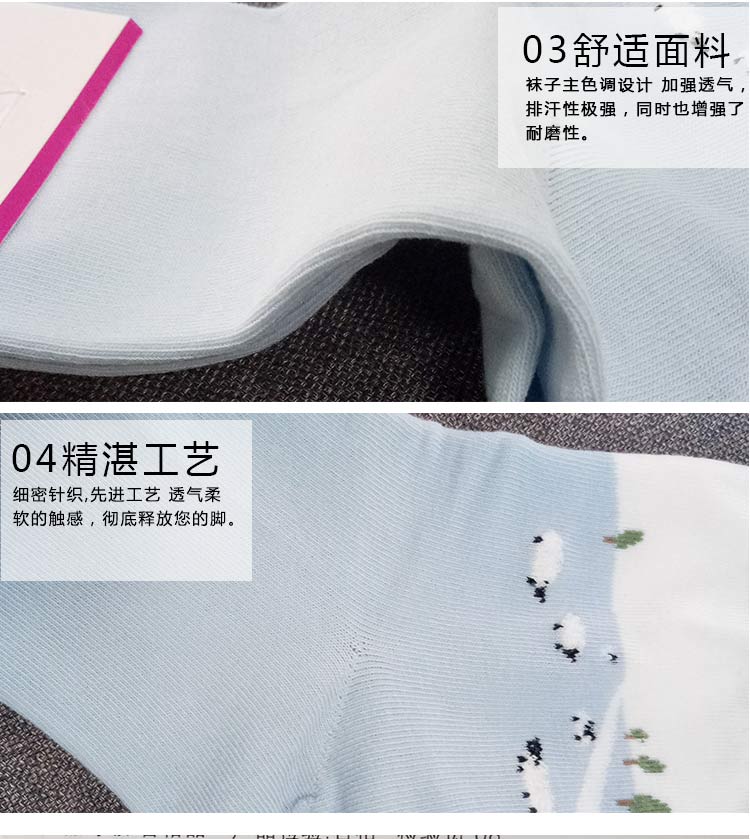 03舒适面料
袜子主色调设计 加强透气，
排汗性极强，同时也增强了
耐磨性。
04精湛工艺
细密针织,先进工艺 透气柔
软的触感，彻底释放您的脚。